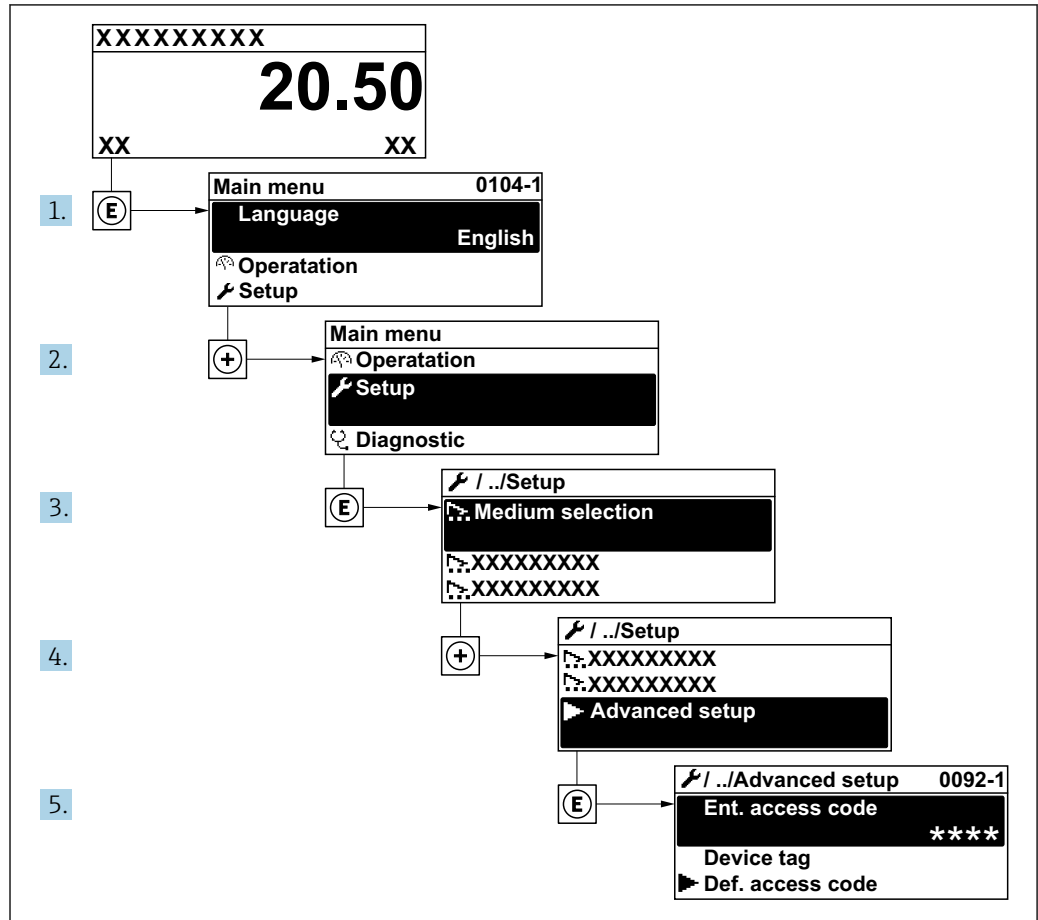 XXXXXXXXX
20.50
XX XX
1. E
Main menu 0104-1
Language
English
Operatation
Setup
2. +
Main menu
Operatation
Setup
Diagnostic
3. E
/ ../Setup
Medium selection
XXXXXXXXX
XXXXXXXXX
4. +
/ ../Setup
XXXXXXXXX
XXXXXXXXX
Advanced setup
5. E
/ ../Advanced setup 0092-1
Ent. access code
****
Device tag
Def. access code